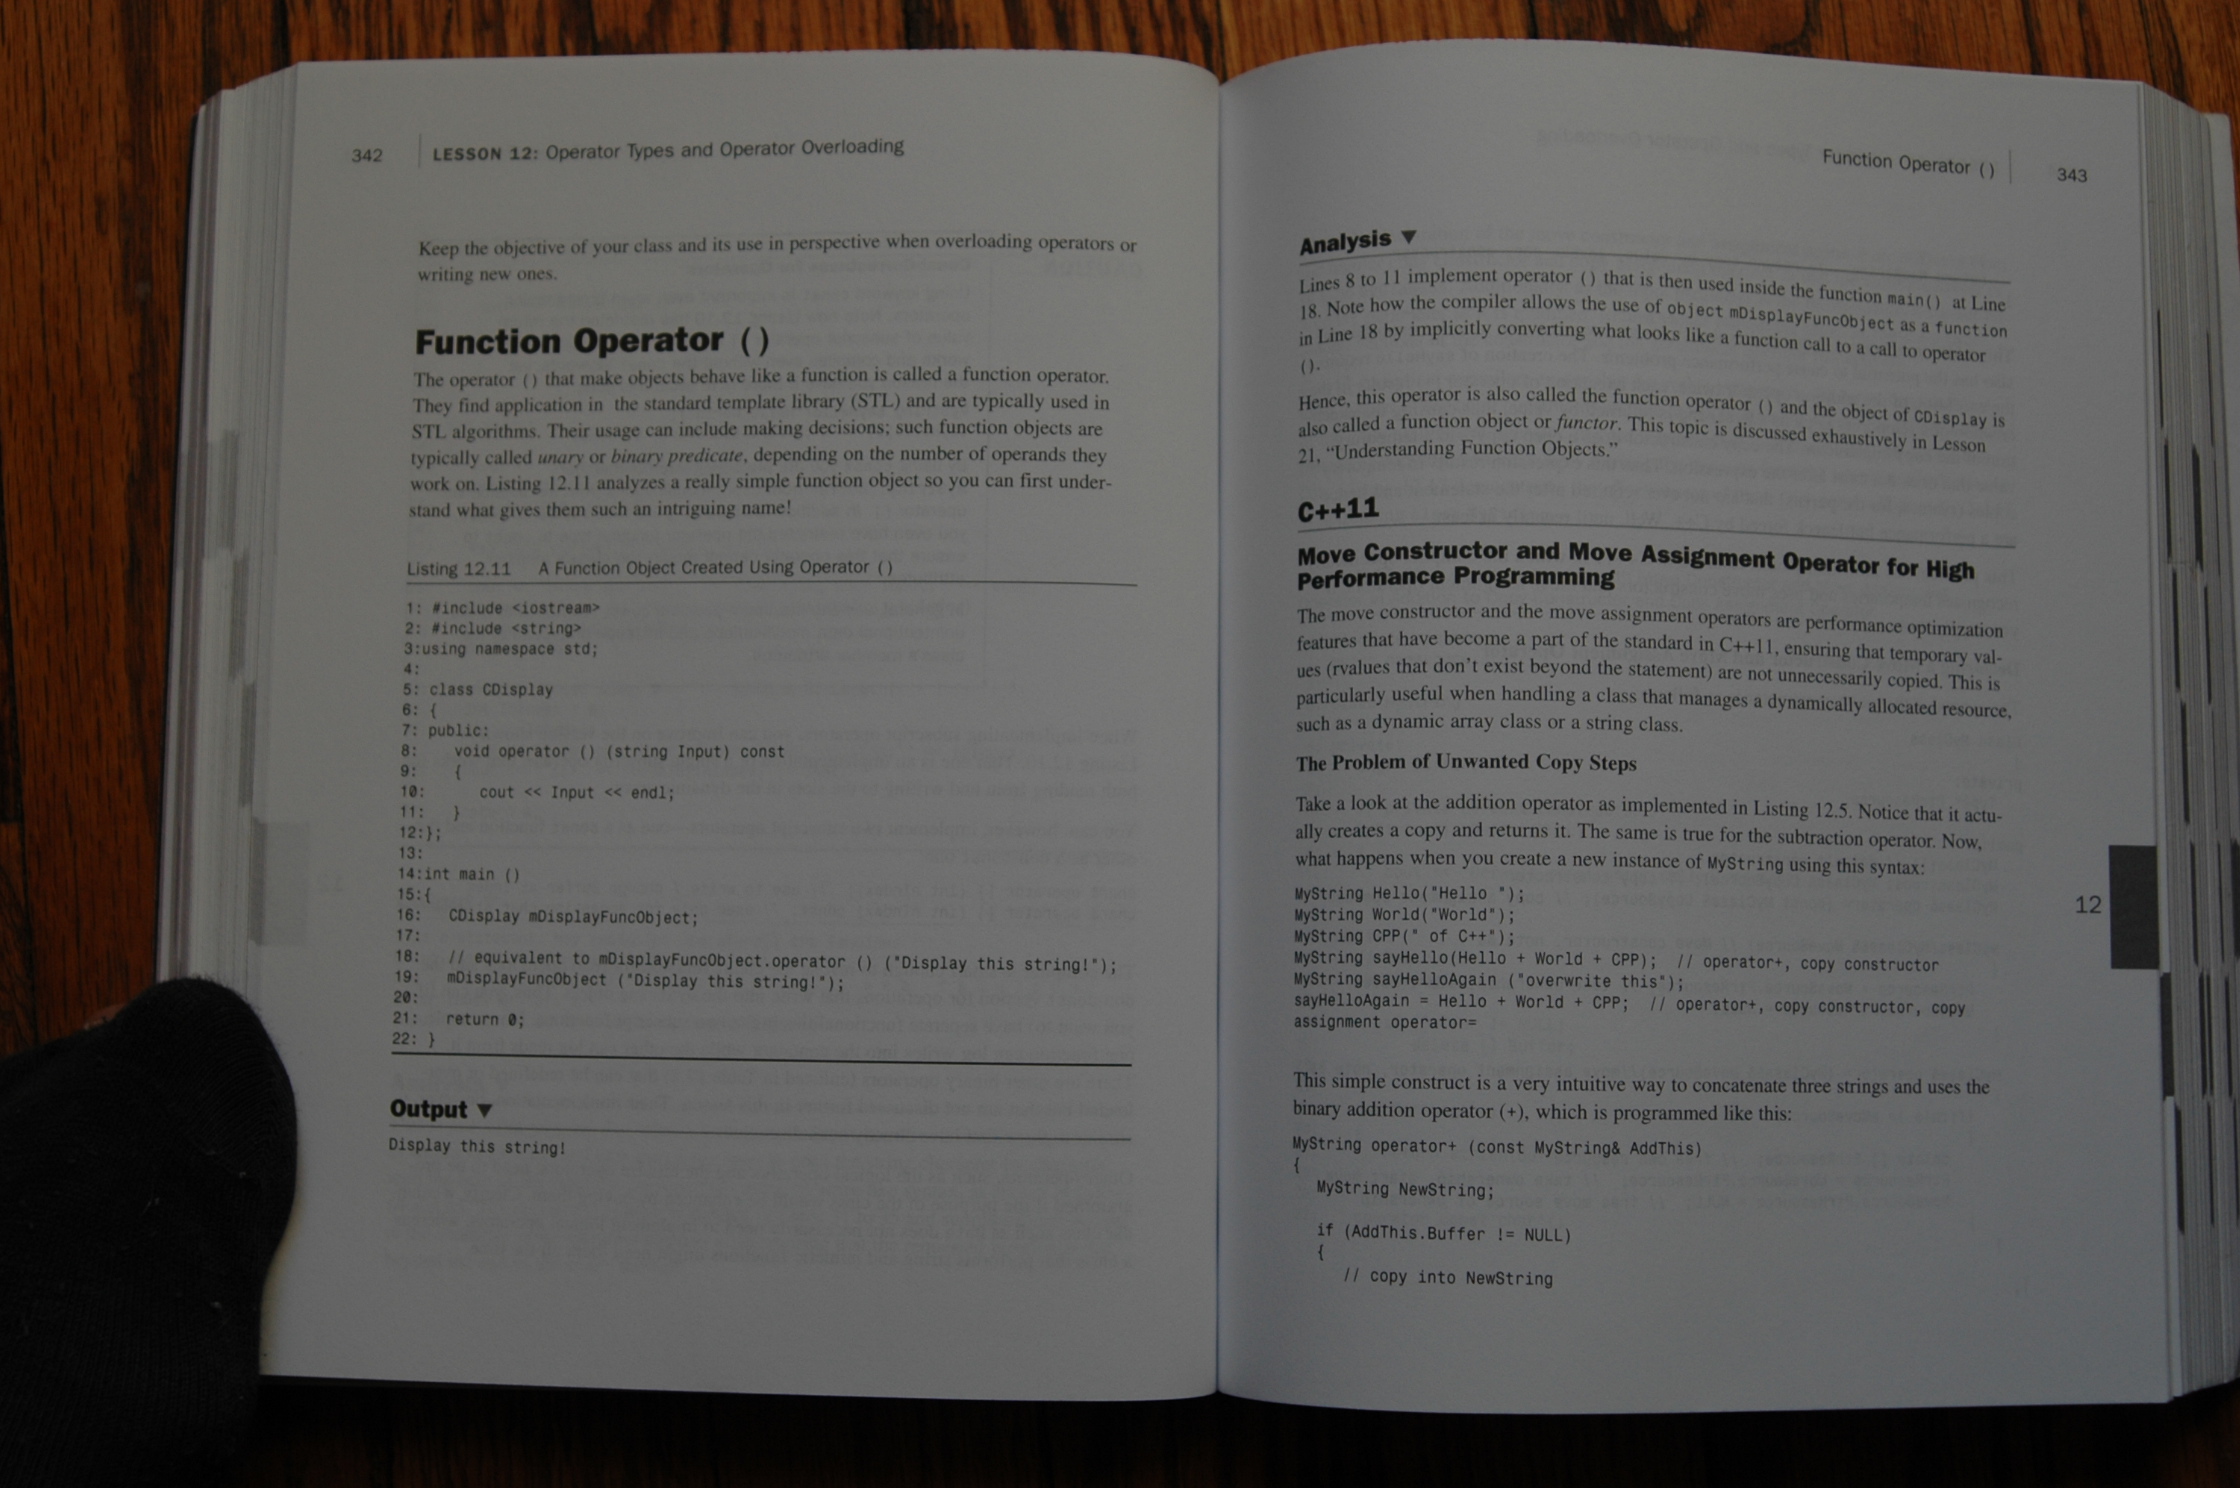 342 LESSON 12: Operator Types and Operator Overloading
Keep the objective of your class and its use in perspective when overloading operators or
writing new ones.
Function Operator ()
The operator () that make objects behave like a function is called a function operator.
They find application in the standard template library (STL) and are typically used in
STL algorithms. Their usage can include making decisions; such function objects are
typically called unary or binary predicate, depending on the number of operands they
work on. Listing 12.11 analyzes a really simple function object so you can first under-
stand what gives them such an intriguing name!
Listing 12.11 A Function Object Created Using Operator ()
1: #include <iostream>
2: #include <string>
3:using namespace std;
4:
5: class CDisplay
6: {
7: public:
8: void operator () (string Input) const
9: {
10: cout << Input << endl;
11: }
12:};
13:
14:int main ()
15:{
16: CDisplay mDisplayFuncObject;
17:
18: // equivalent to mDisplayFuncObject.operator () ("Display this string!");
19: mDisplayFuncObject ("Display this string!");
20:
21: return 0;
22: }
Output ▼
Display this string!
Function Operator () 343
Analysis ▼
Lines 8 to 11 implement operator () that is then used inside the function main() at Line
18. Note how the compiler allows the use of object mDisplayFuncObject as a function
in Line 18 by implicitly converting what looks like a function call to a call to operator
().
Hence, this operator is also called the function operator () and the object of CDisplay is
also called a function object or functor. This topic is discussed exhaustively in Lesson
21, “Understanding Function Objects.”
C++11
Move Constructor and Move Assignment Operator for High
Performance Programming
The move constructor and the move assignment operators are performance optimization
features that have become a part of the standard in C++11, ensuring that temporary val-
ues (rvalues that don’t exist beyond the statement) are not unnecessarily copied. This is
particularly useful when handling a class that manages a dynamically allocated resource,
such as a dynamic array class or a string class.
The Problem of Unwanted Copy Steps
Take a look at the addition operator as implemented in Listing 12.5. Notice that it actu-
ally creates a copy and returns it. The same is true for the subtraction operator. Now,
what happens when you create a new instance of MyString using this syntax:
MyString Hello("Hello ");
MyString World("World");
MyString CPP(" of C++");
MyString sayHello(Hello + World + CPP); // operator+, copy constructor
MyString sayHelloAgain ("overwrite this");
sayHelloAgain = Hello + World + CPP; // operator+, copy constructor, copy
assignment operator=
This simple construct is a very intuitive way to concatenate three strings and uses the
binary addition operator (+), which is programmed like this:
MyString operator+ (const MyString& AddThis)
{
MyString NewString;
if (AddThis.Buffer != NULL)
{
// copy into NewString
12